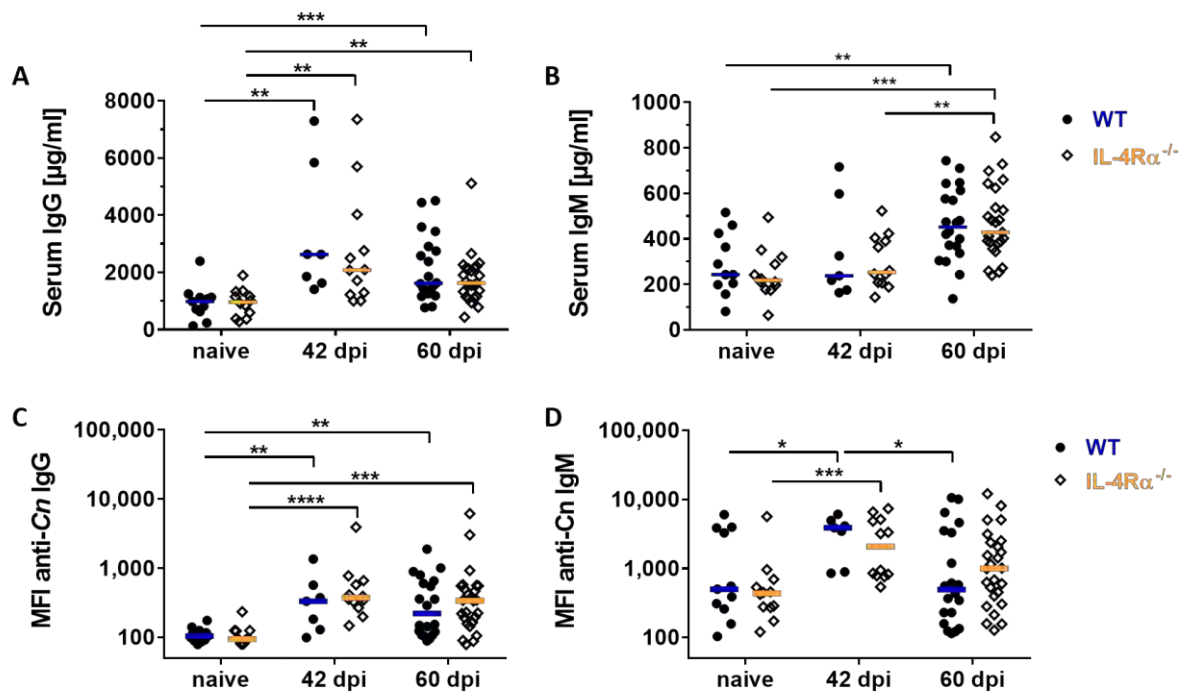 A
***
**
**
**
Serum IgG [µg/ml]
8000
6000
4000
2000
0
naive 42 dpi 60 dpi
B
**
***
**
Serum IgM [µg/ml]
1000
800
600
400
200
0
naive 42 dpi 60 dpi
WT
IL-4Rα-/-
C
**
**
***
****
MFI anti-Cn IgG
100,000
10,000
1,000
100
naive 42 dpi 60 dpi
D
* *
***
MFI anti-Cn IgM
100,000
10,000
1,000
100
naive 42 dpi 60 dpi
WT
IL-4Rα-/-